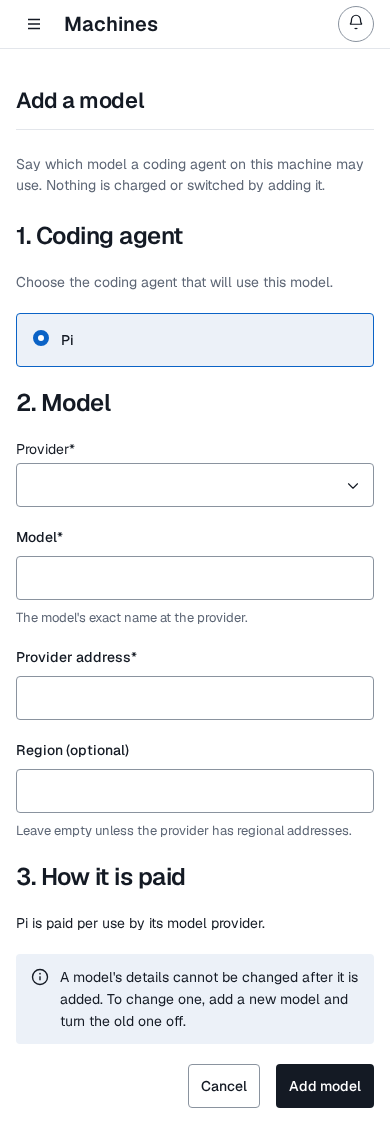 Machines
Add a model
Say which model a coding agent on this machine may
use. Nothing is charged or switched by adding it.
1. Coding agent
Choose the coding agent that will use this model.
Pi
2. Model
Provider*
Model*
The model's exact name at the provider.
Provider address*
Region (optional)
Leave empty unless the provider has regional addresses.
3. How it is paid
Pi is paid per use by its model provider.
A model's details cannot be changed after it is
added. To change one, add a new model and
turn the old one off.
Cancel
Add model